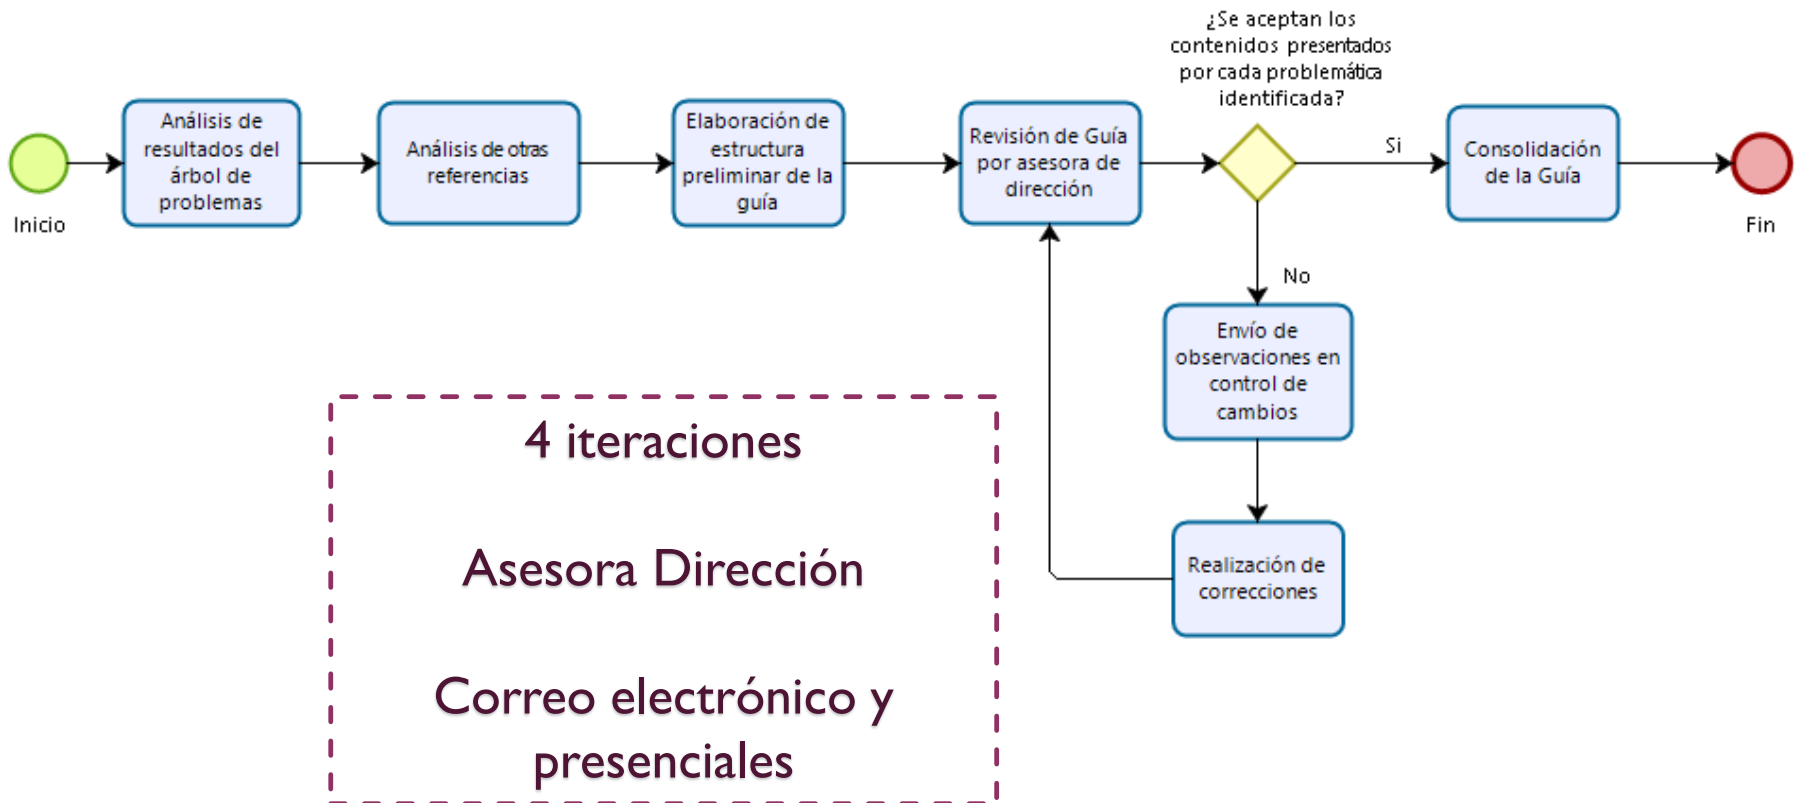 Inicio
Análisis de
resultados del
árbol de
problemas
Análisis de otras
referencias
Elaboración de
estructura
preliminar de la
guía
Revisión de Guía
por asesora de
dirección
¿Se aceptan los
contenidos presentados
por cada problemática
identificada?
Si
Consolidación
de la Guía
Fin
No
Envío de
observaciones en
control de
cambios
Realización de
correcciones
4 iteraciones
Asesora Dirección
Correo electrónico y
presenciales